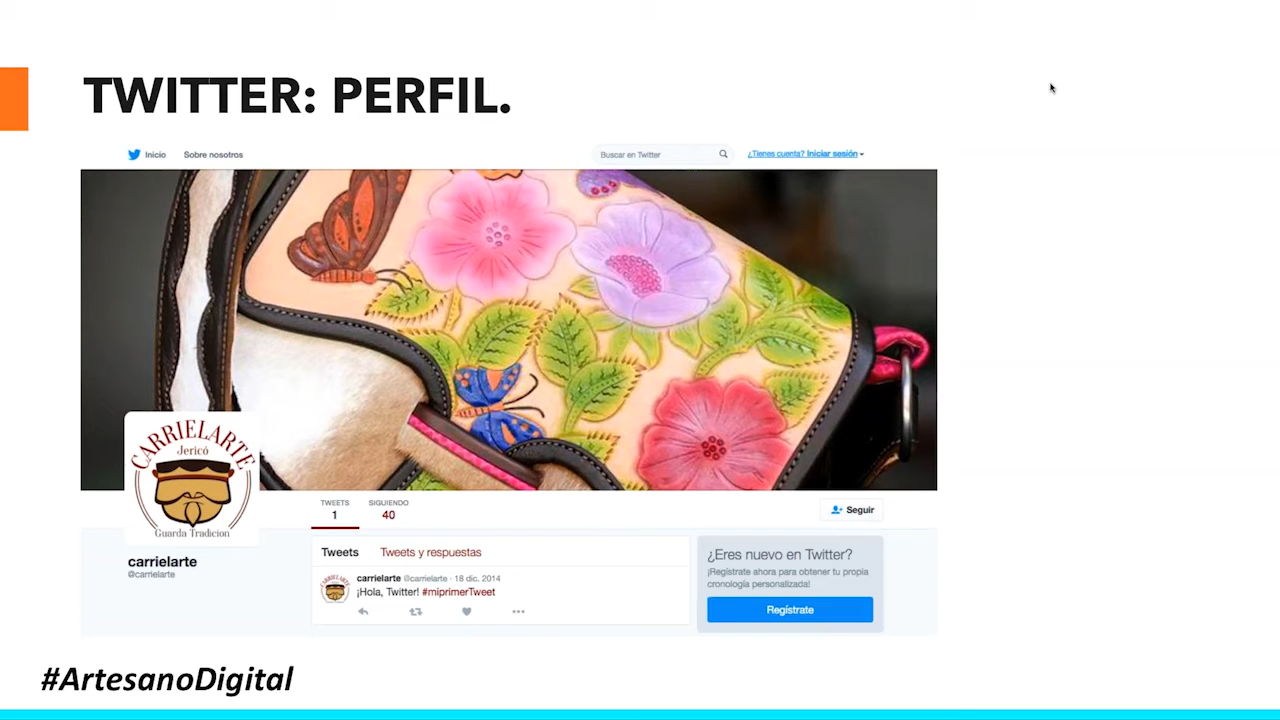 TWITTER: PERFIL.
Inicio
Sobre nosotros
Buscar en Twitter
¿Tienes cuenta? Iniciar sesión
CARRIELARTE
Jericó
Guarda Tradicion
TWEETS
1
SIGUIENDO
40
Seguir
carrielarte
@carrielarte
Tweets
Tweets y respuestas
CARRIELARTE
carrielarte @carrielarte · 18 dic. 2014
¡Hola, Twitter! #miprimerTweet
¿Eres nuevo en Twitter?
¡Regístrate ahora para obtener tu propia
cronología personalizada!
Regístrate
#ArtesanoDigital